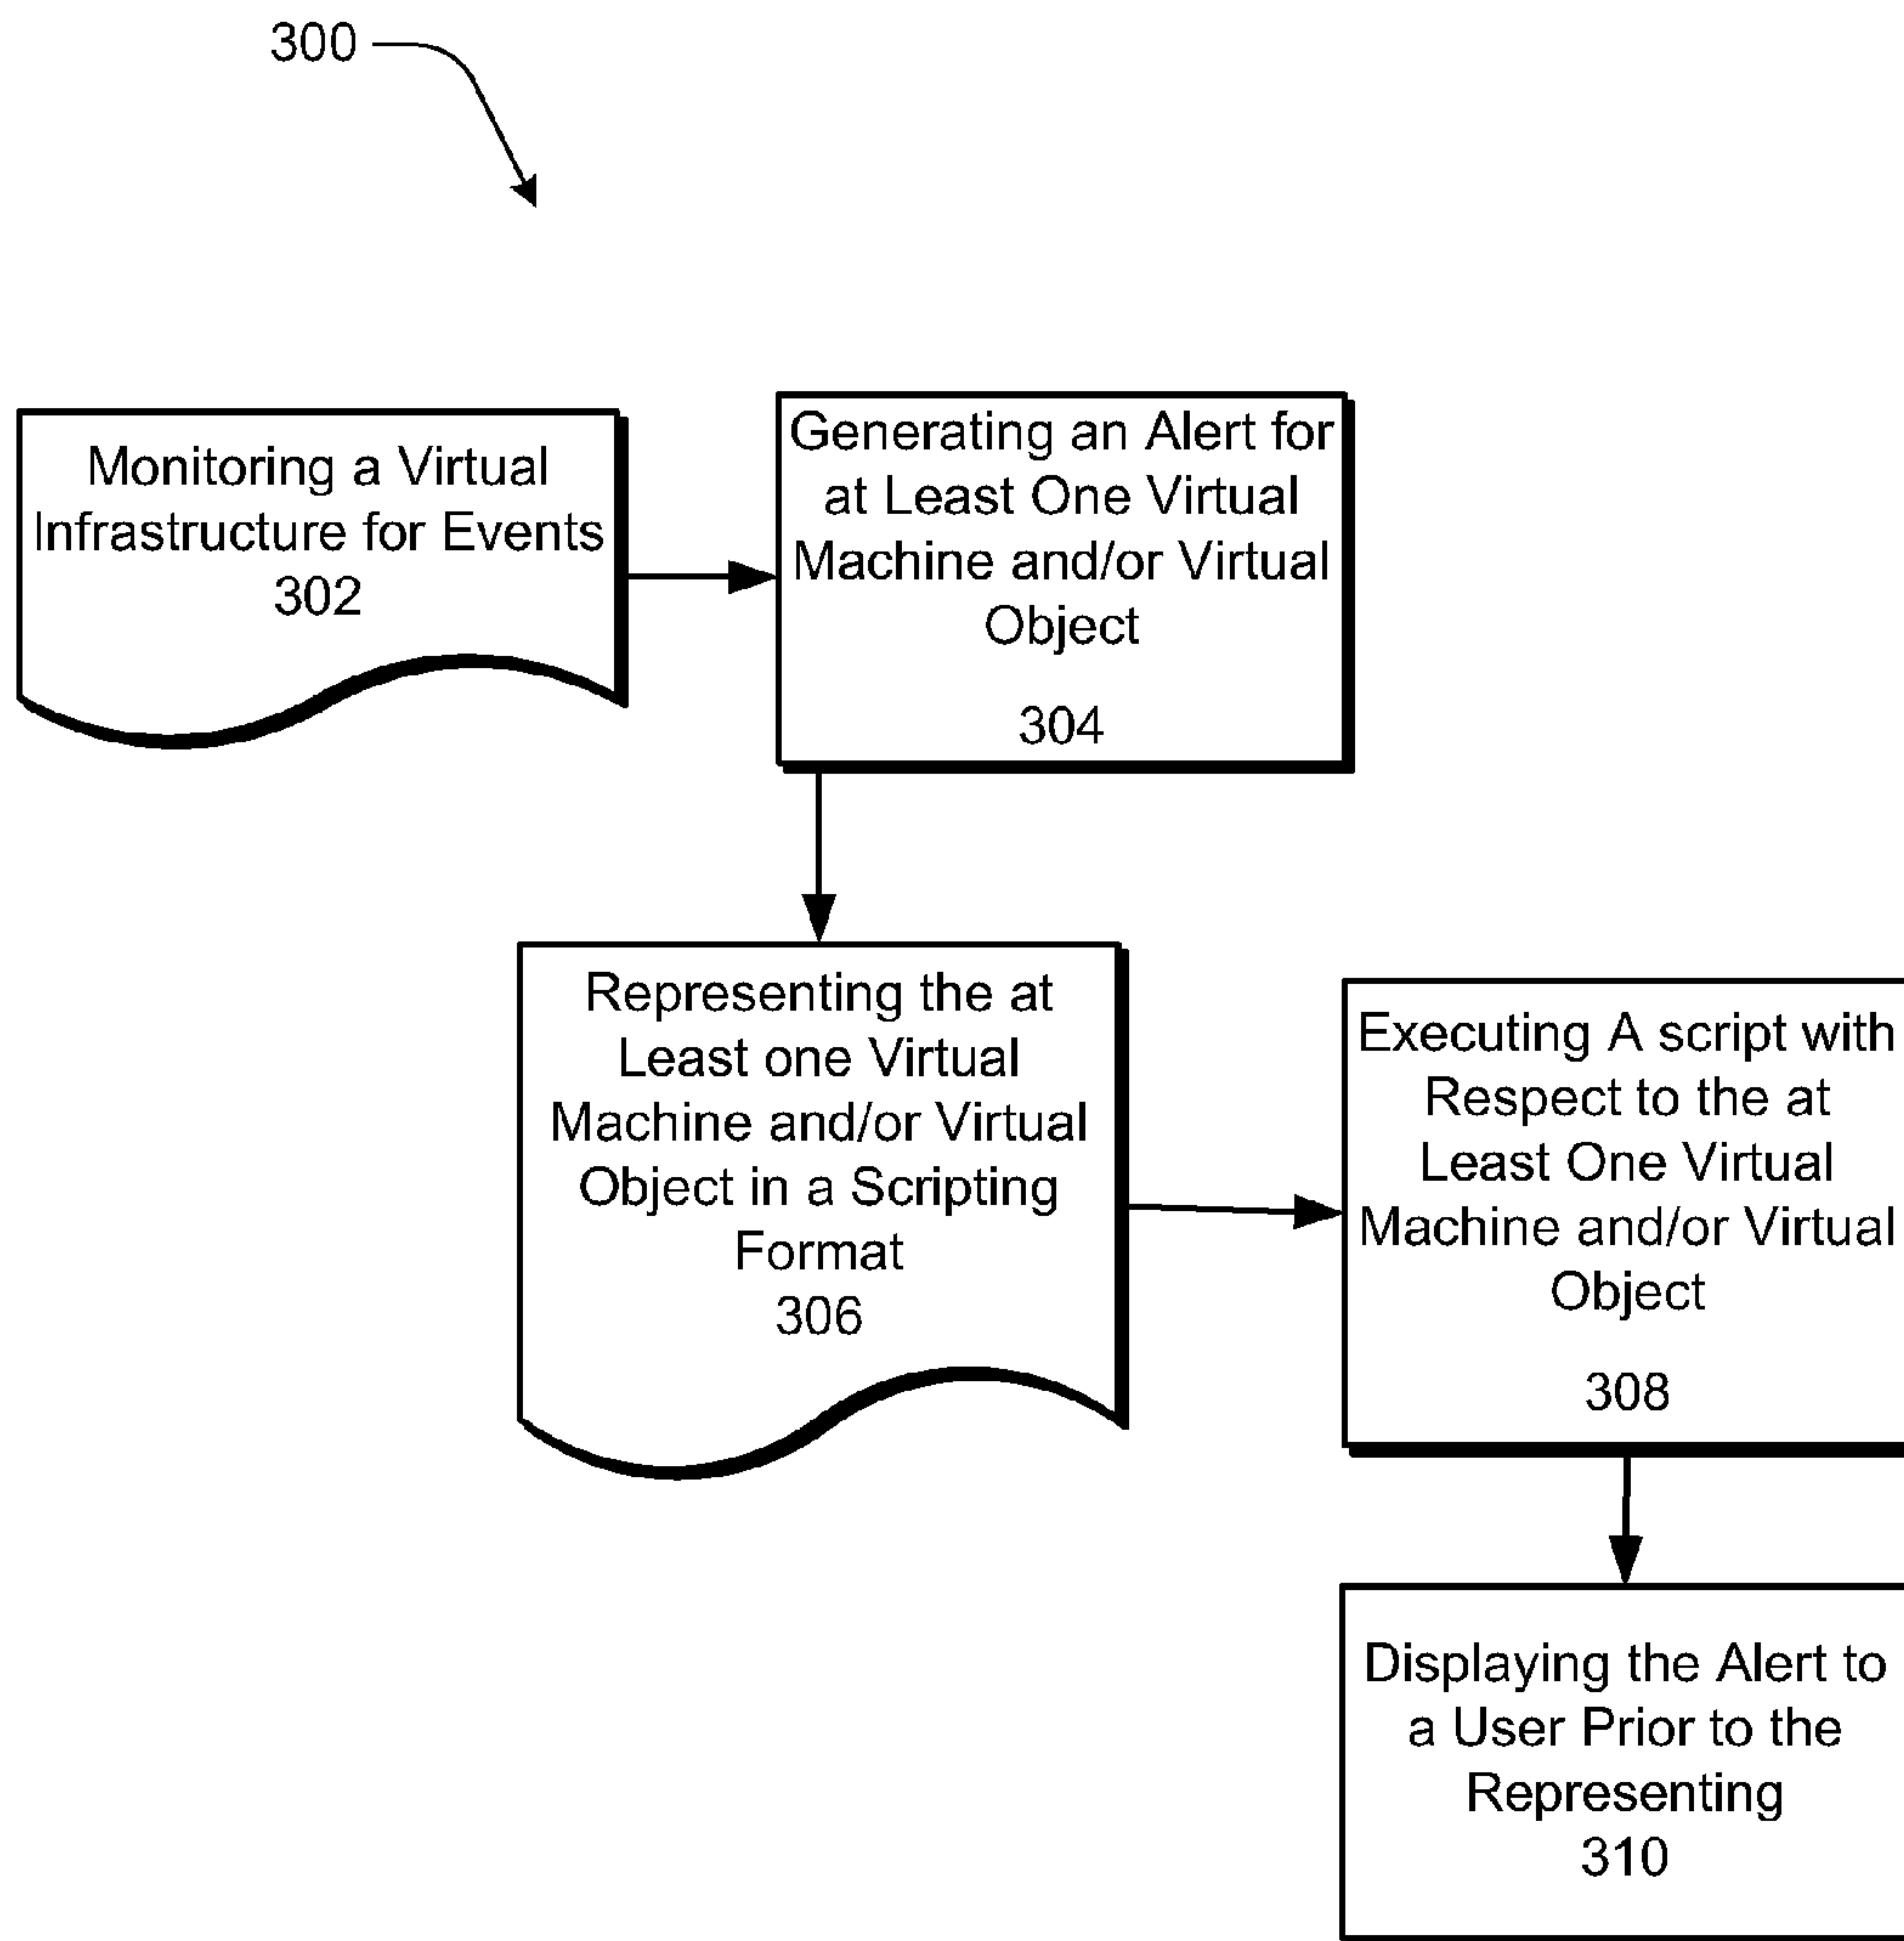 300
Monitoring a Virtual
Infrastructure for Events
302
Generating an Alert for
at Least One Virtual
Machine and/or Virtual
Object
304
Representing the at
Least one Virtual
Machine and/or Virtual
Object in a Scripting
Format
306
Executing A script with
Respect to the at
Least One Virtual
Machine and/or Virtual
Object
308
Displaying the Alert to
a User Prior to the
Representing
310